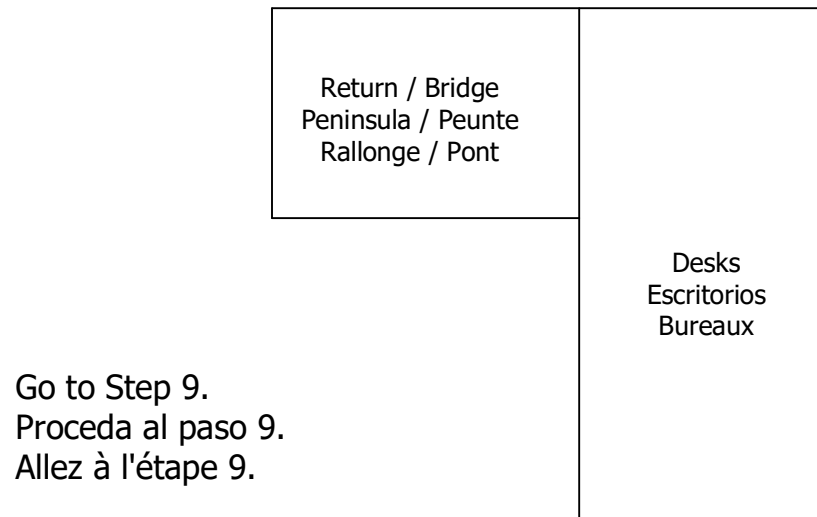 Return / Bridge
Peninsula / Peunte
Rallonge / Pont
Desks
Escritorios
Bureaux
Go to Step 9.
Proceda al paso 9.
Allez à l'étape 9.